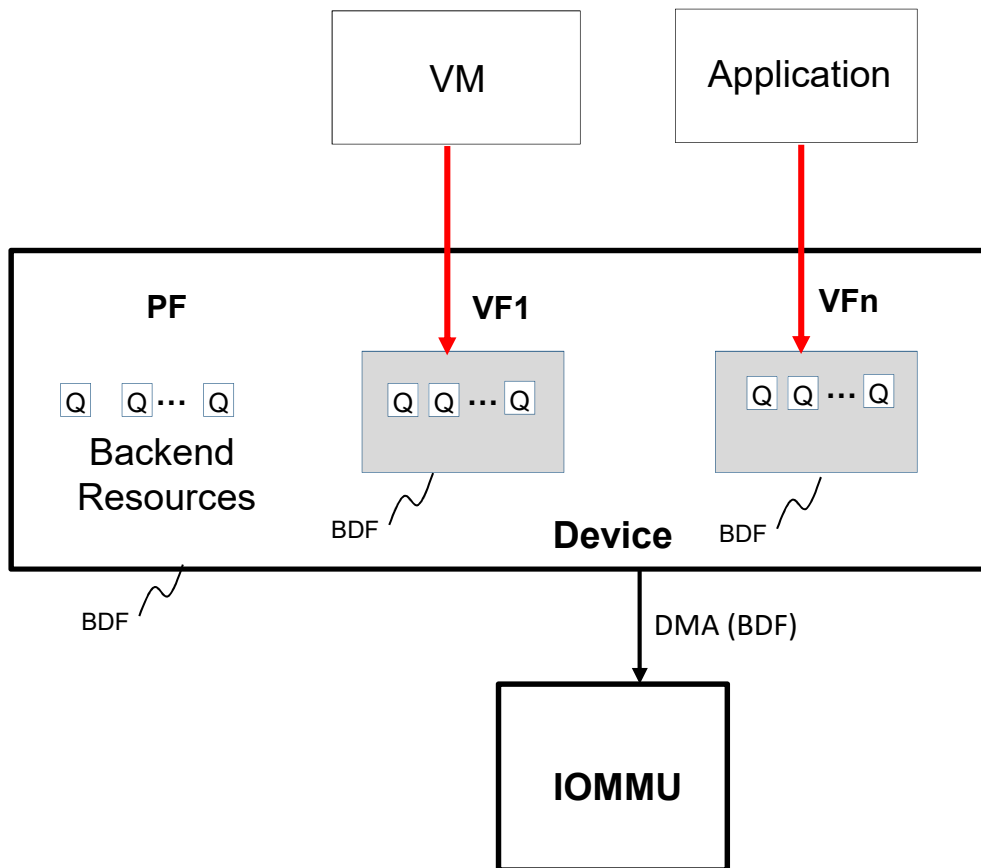 VM
Application
PF
VF1
VFn
Q Q ... Q
Q Q ... Q
Q Q ... Q
Backend
Resources
BDF
BDF
Device
BDF
DMA (BDF)
IOMMU